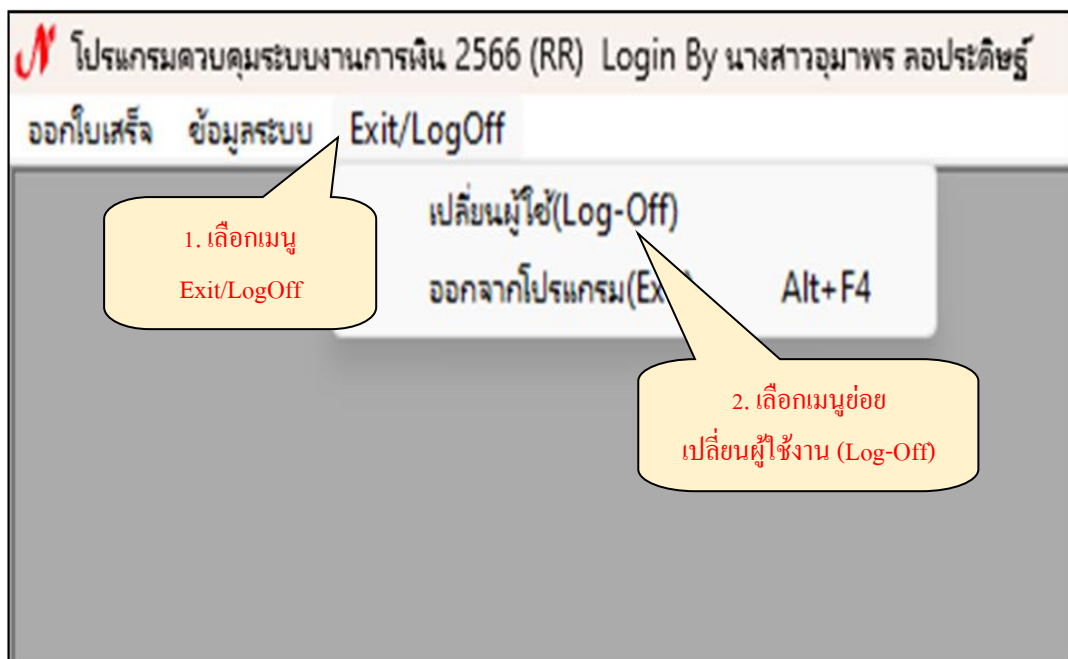 โปรแกรมควบคุมระบบงานการเงิน 2566 (RR) Login By นางสาวอุมาพร ลอประดิษฐ์
ออกใบเสร็จ ข้อมูลระบบ Exit/LogOff
เปลี่ยนผู้ใช้(Log-Off)
1. เลือกเมนู
Exit/LogOff
ออกจากโปรแกรม(Ex Alt+F4
2. เลือกเมนูย่อย
เปลี่ยนผู้ใช้งาน (Log-Off)